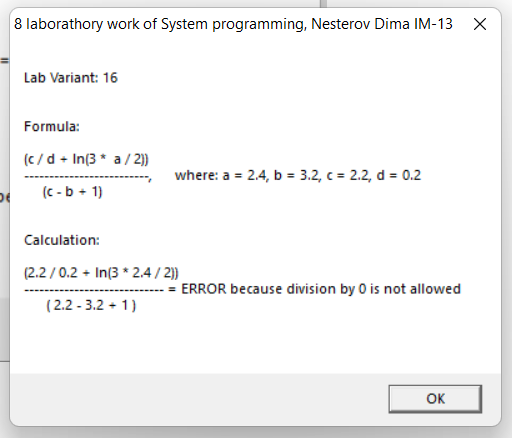 8 laborathory work of System programming, Nesterov Dima IM-13
Lab Variant: 16
Formula:
(c / d + ln(3 *  a / 2))
-------------------------, where: a = 2.4, b = 3.2, c = 2.2, d = 0.2
(c - b + 1)
Calculation:
(2.2 / 0.2 + ln(3 * 2.4 / 2))
---------------------------- = ERROR because division by 0 is not allowed
( 2.2 - 3.2 + 1 )
OK